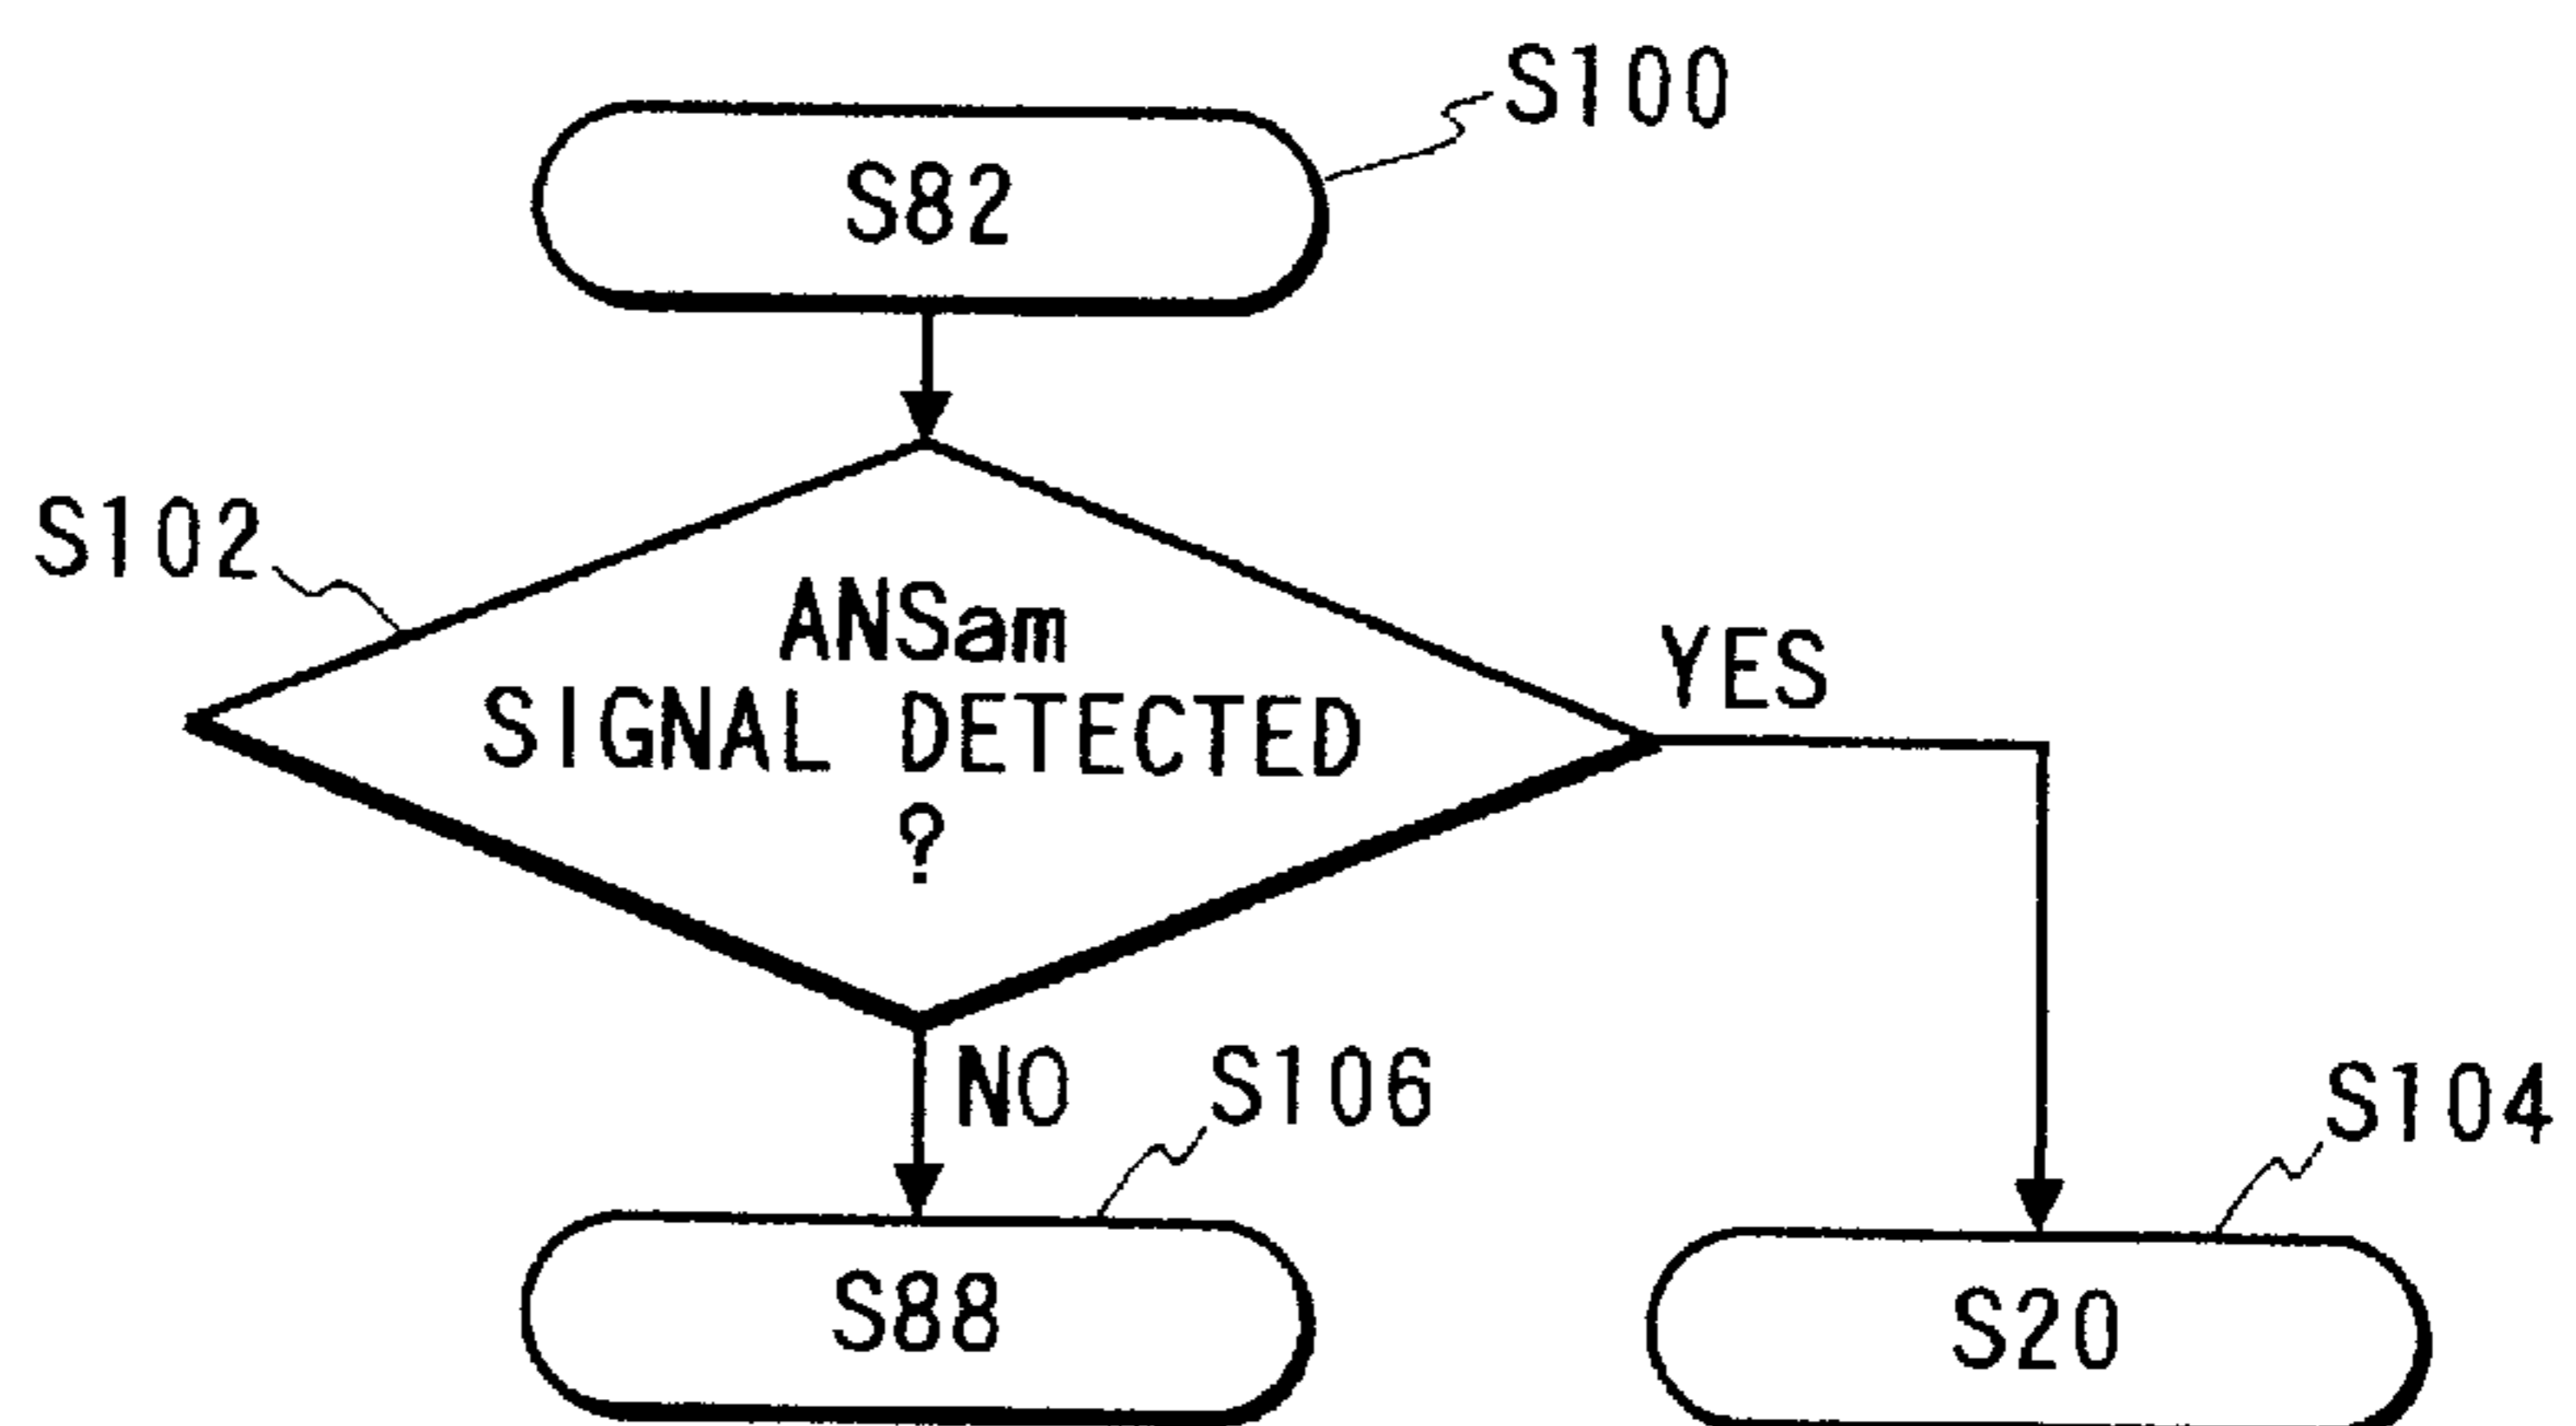 S100
S82
S102
ANSam
SIGNAL DETECTED
?
YES
NO
S106
S104
S88
S20